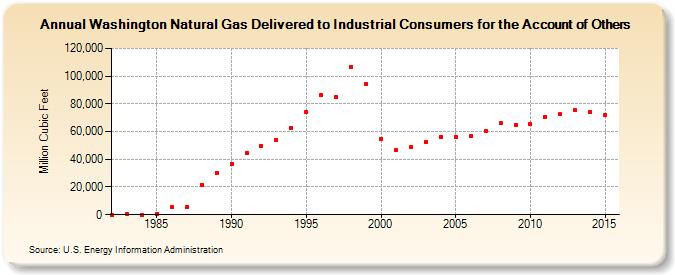 Annual Washington Natural Gas Delivered to Industrial Consumers for the Account of Others
Million Cubic Feet
120,000
100,000
80,000
60,000
40,000
20,000
0
1985 1990 1995 2000 2005 2010 2015
Source: U.S. Energy Information Administration